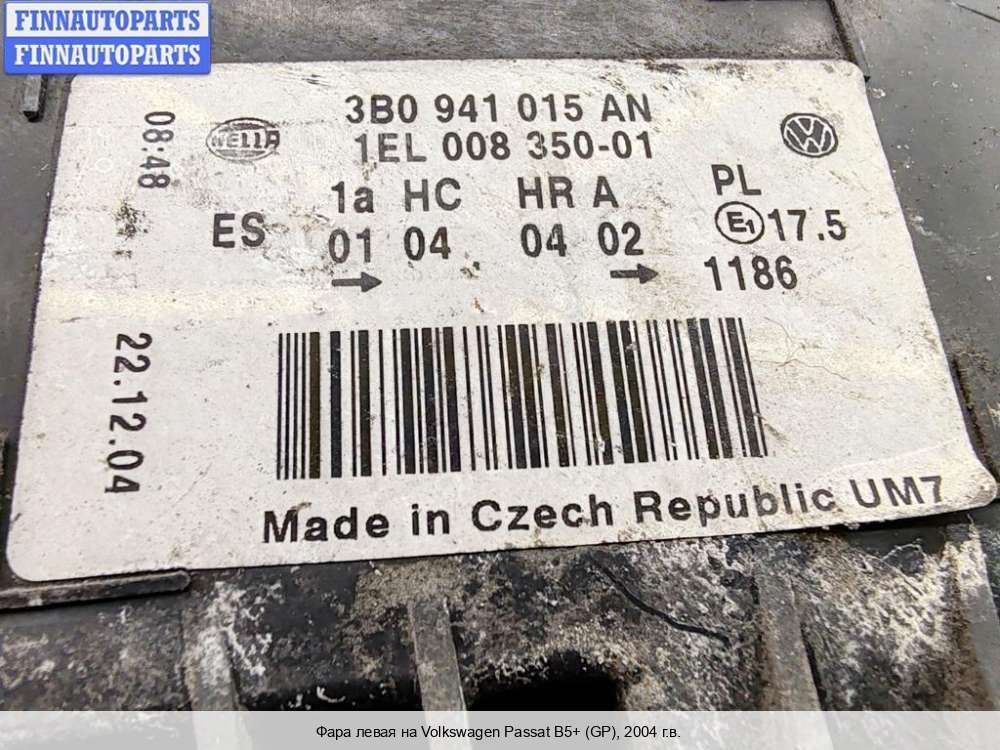 FINNAUTOPARTS
FINNAUTOPARTS
08:48
HELLA
3B0 941 015 AN
1EL 008 350-01
VW
ES
1a HC HR A PL
01 04 04 02 E1 17.5
1186
22.12.04
Made in Czech Republic UM7
Фара левая на Volkswagen Passat B5+ (GP), 2004 г.в.